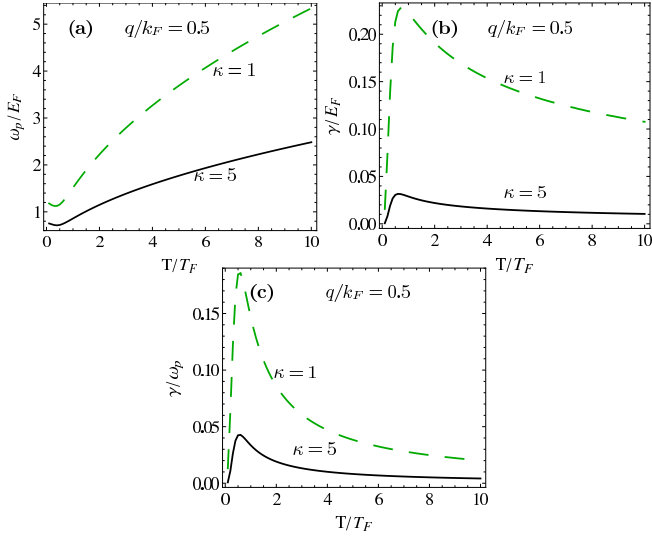 (a) q/k_F = 0.5
κ = 1
κ = 5
ω_p/E_F
5
4
3
2
1
0 2 4 6 8 10
T/T_F
(b) q/k_F = 0.5
κ = 1
κ = 5
γ/E_F
0.20
0.15
0.10
0.05
0.00
0 2 4 6 8 10
T/T_F
(c) q/k_F = 0.5
κ = 1
κ = 5
γ/ω_p
0.15
0.10
0.05
0.00
0 2 4 6 8 10
T/T_F